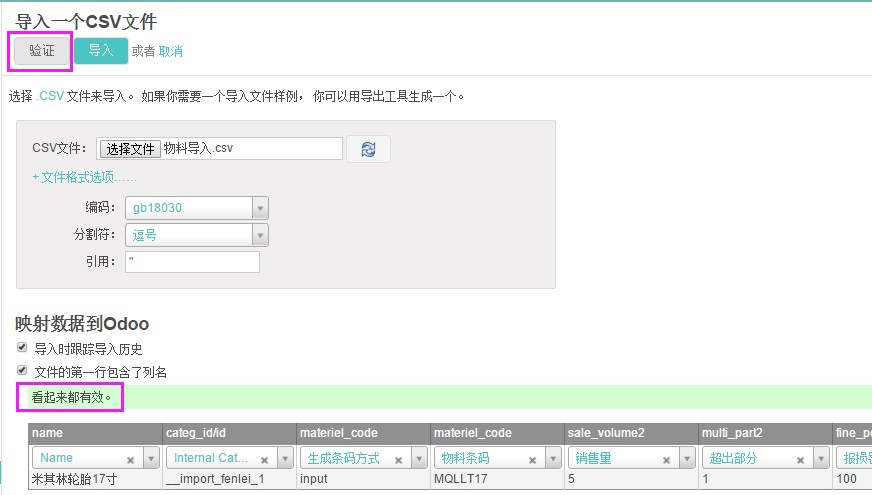 导入一个CSV文件
验证 导入 或者 取消
选择 .CSV 文件来导入。 如果你需要一个导入文件样例， 你可以用导出工具生成一个。
CSV文件： 选择文件 物料导入.csv
+ 文件格式选项……
编码： gb18030
分割符： 逗号
引用： "
映射数据到Odoo
导入时跟踪导入历史
文件的第一行包含了列名
看起来都有效。
name categ_id/id materiel_code materiel_code sale_volume2 multi_part2 fine_po
Name Internal Cat... 生成条码方式 物料条码 销售量 超出部分 报损
米其林轮胎17寸 __import_fenlei_1 input MQLLT17 5 1 100